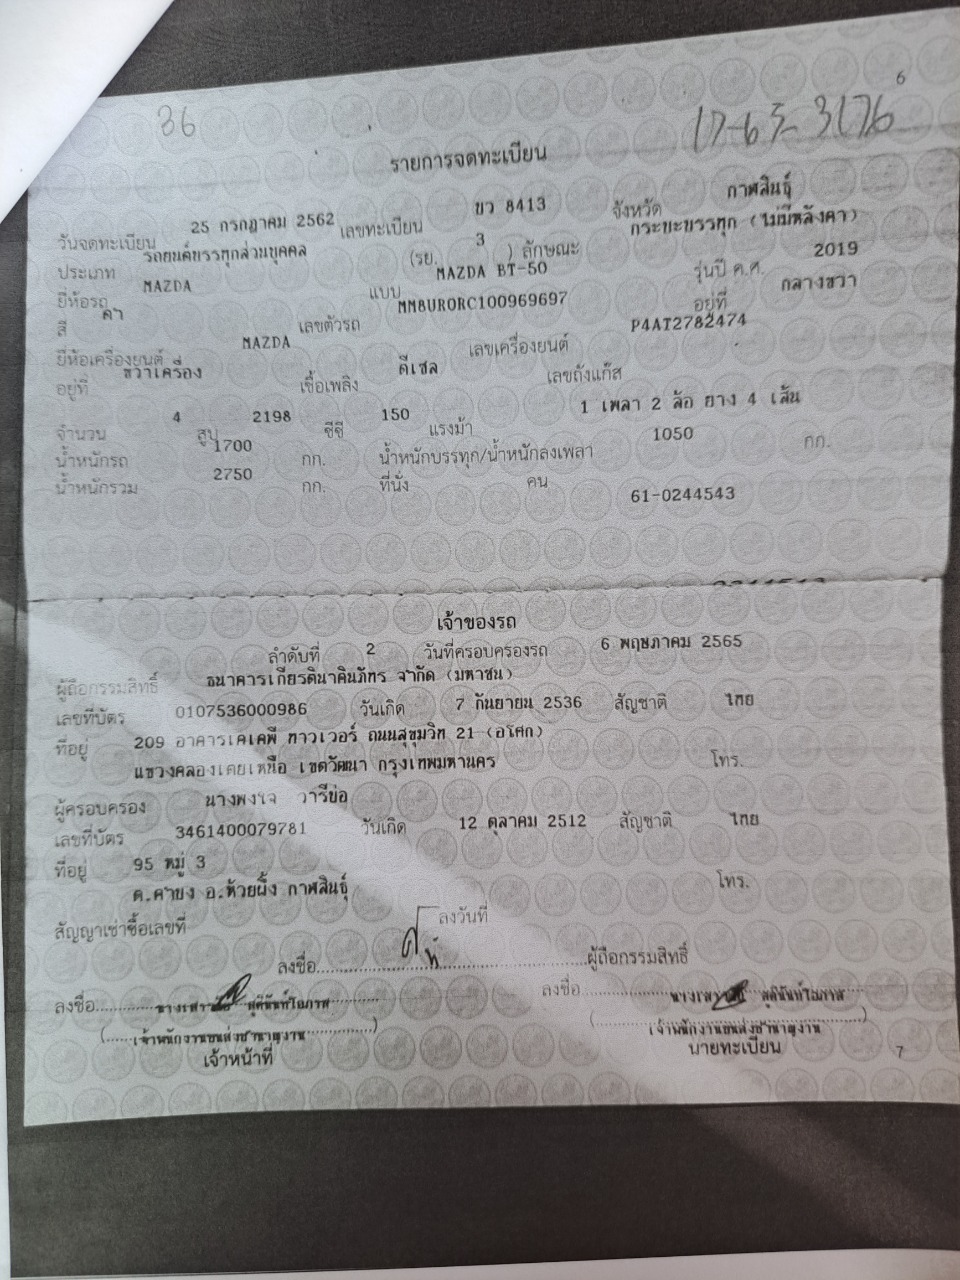 6
36
17-65-3176
รายการจดทะเบียน
วันจดทะเบียน 25 กรกฎาคม 2562 เลขทะเบียน ขว 8413 จังหวัด กาฬสินธุ์
ประเภท รถยนต์บรรทุกส่วนบุคคล (รย. 3 ) ลักษณะ กระบะบรรทุก (ไม่มีหลังคา)
ยี่ห้อรถ MAZDA แบบ MAZDA BT-50 รุ่นปี ค.ศ. 2019
สี ดำ เลขตัวรถ MM8UR0RC100969697 อยู่ที่ กลางขวา
ยี่ห้อเครื่องยนต์ MAZDA เลขเครื่องยนต์ P4AT2782474
อยู่ที่ ขวาเครื่อง เชื้อเพลิง ดีเซล เลขถังแก๊ส
จำนวน 4 สูบ 2198 ซีซี 150 แรงม้า 1 เพลา 2 ล้อ ยาง 4 เส้น
น้ำหนักรถ 1700 กก. น้ำหนักบรรทุก/น้ำหนักลงเพลา 1050 กก.
น้ำหนักรวม 2750 กก. ที่นั่ง คน
61-0244543
เจ้าของรถ
ลำดับที่ 2 วันที่ครอบครองรถ 6 พฤษภาคม 2565
ผู้ถือกรรมสิทธิ์ ธนาคารเกียรตินาคินภัทร จำกัด (มหาชน)
เลขที่บัตร 0107536000986 วันเกิด 7 กันยายน 2536 สัญชาติ ไทย
ที่อยู่ 209 อาคารเคเคพี ทาวเวอร์ ถนนสุขุมวิท 21 (อโศก)
แขวงคลองเตยเหนือ เขตวัฒนา กรุงเทพมหานคร โทร.
ผู้ครอบครอง นางพงใจ วารีบ่อ
เลขที่บัตร 3461400079781 วันเกิด 12 ตุลาคม 2512 สัญชาติ ไทย
ที่อยู่ 95 หมู่ 3
ต.คำบง อ.ห้วยผึ้ง กาฬสินธุ์ โทร.
สัญญาเช่าซื้อเลขที่ ลงวันที่
ลงชื่อ ผู้ถือกรรมสิทธิ์
ลงชื่อ สุตินันท์โอภาส ลงชื่อ สุตินันท์โอภาส
(เจ้าพนักงานขนส่งชำนาญงาน) (เจ้าพนักงานขนส่งชำนาญงาน)
เจ้าหน้าที่ นายทะเบียน
7